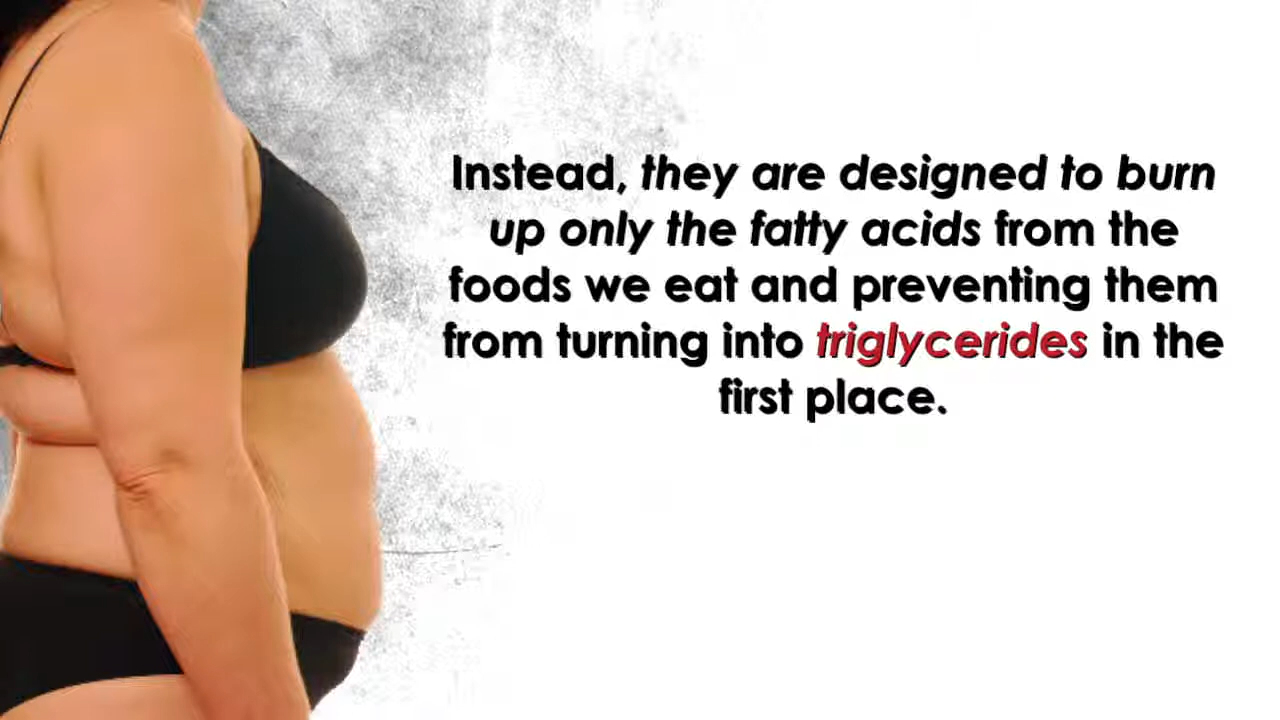 Instead, they are designed to burn
up only the fatty acids from the
foods we eat and preventing them
from turning into triglycerides in the
first place.